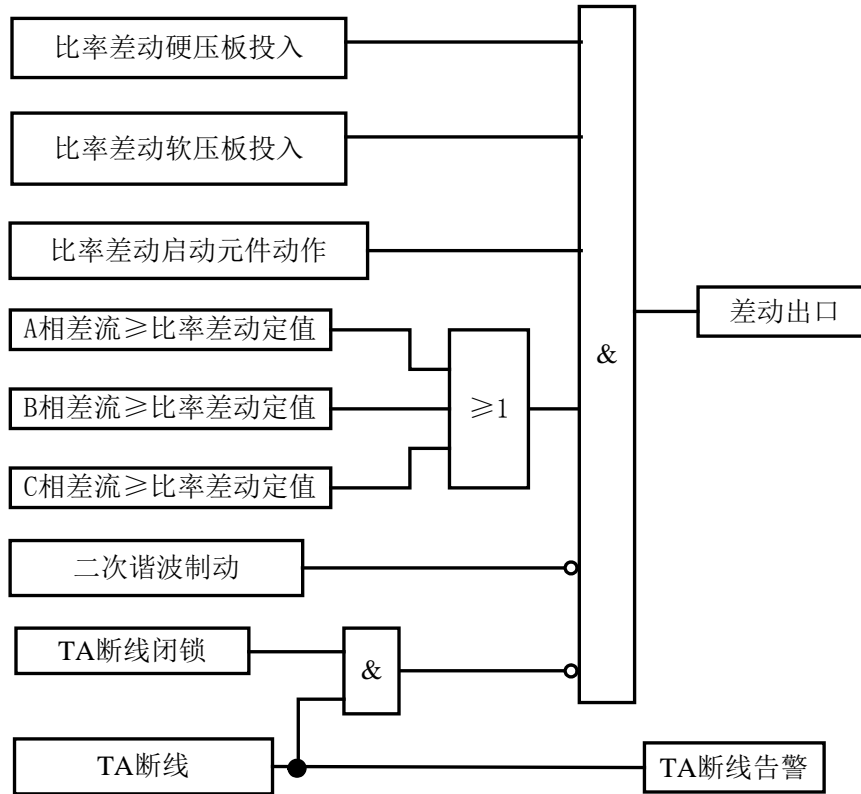 比率差动硬压板投入
比率差动软压板投入
比率差动启动元件动作
A相差流≥比率差动定值
B相差流≥比率差动定值
C相差流≥比率差动定值
≥1
&
差动出口
二次谐波制动
TA断线闭锁
&
TA断线
TA断线告警